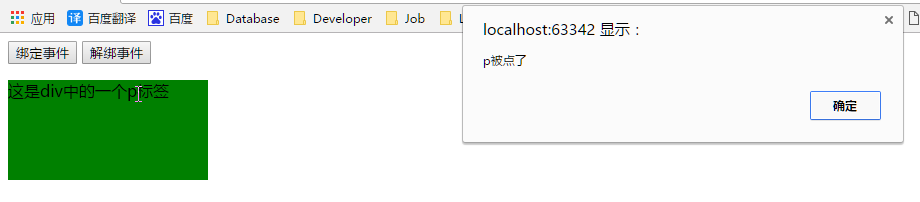 应用 译 百度翻译 百度 Database Developer Job L
localhost:63342 显示：
p被点了
确定
绑定事件 解绑事件
这是div中的一个p标签